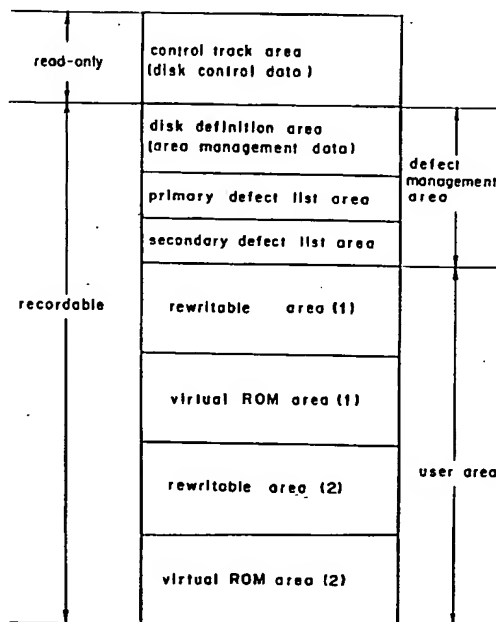 control track area
(disk control data)
read-only
disk definition area
(area management data)
defect
management
area
primary defect list area
secondary defect list area
recordable
rewritable area (1)
virtual ROM area (1)
user area
rewritable area (2)
virtual ROM area (2)